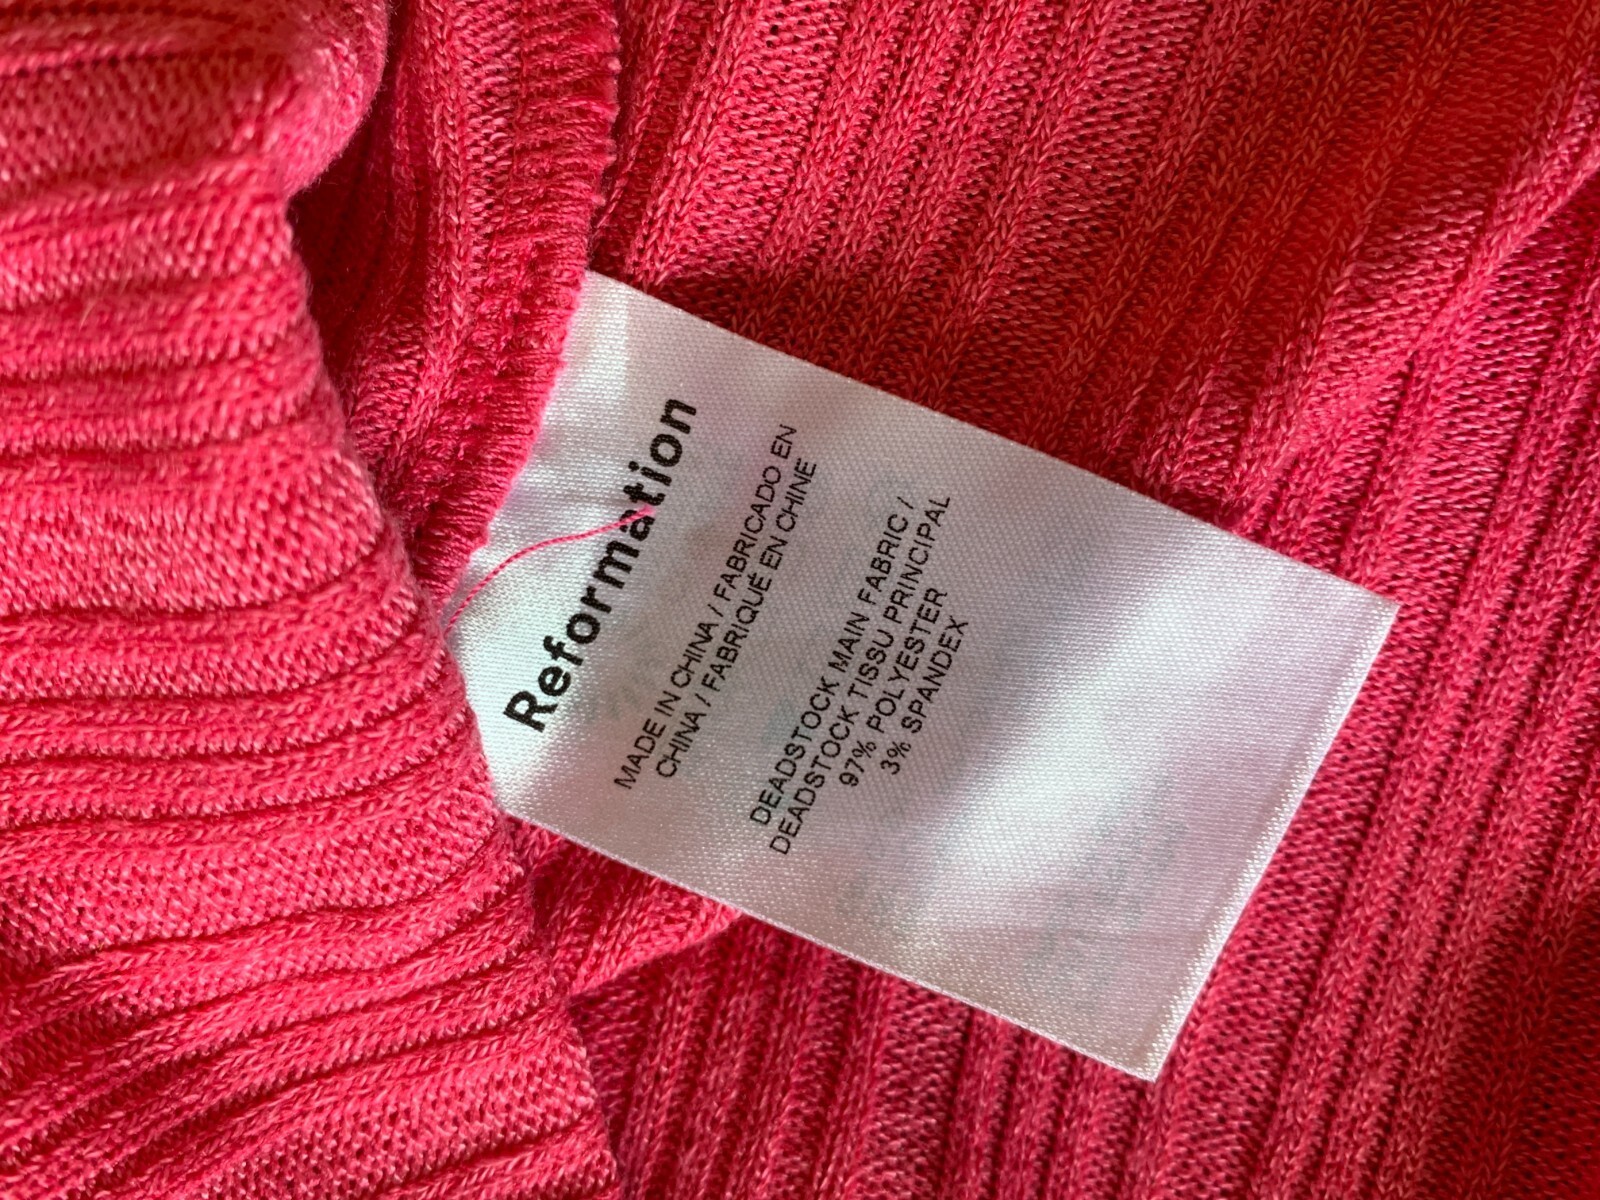 Reformation
MADE IN CHINA / FABRICADO EN
CHINA / FABRIQUÉ EN CHINE
DEADSTOCK MAIN FABRIC /
DEADSTOCK TISSU PRINCIPAL
97% POLYESTER
3% SPANDEX